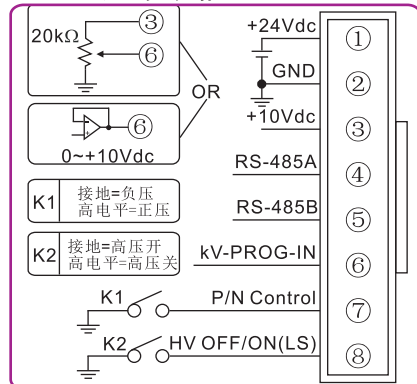 20kΩ
③
⑥
OR
⑥
0~+10Vdc
K1
接地=负压
高电平=正压
K2
接地=高压开
高电平=高压关
+24Vdc
①
GND
②
+10Vdc
③
RS-485A
④
RS-485B
⑤
kV-PROG-IN
⑥
K1
P/N Control
⑦
K2
HV OFF/ON(LS)
⑧